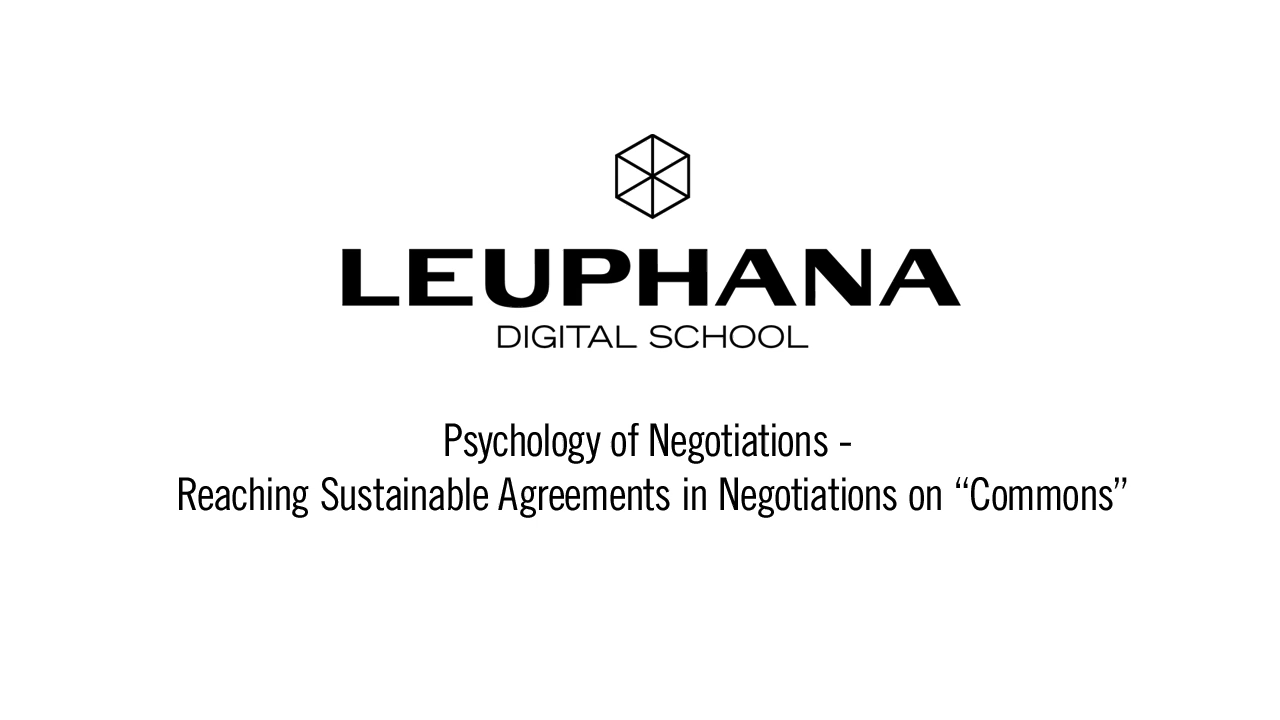 LEUPHANA
DIGITAL SCHOOL
Psychology of Negotiations -
Reaching Sustainable Agreements in Negotiations on “Commons”